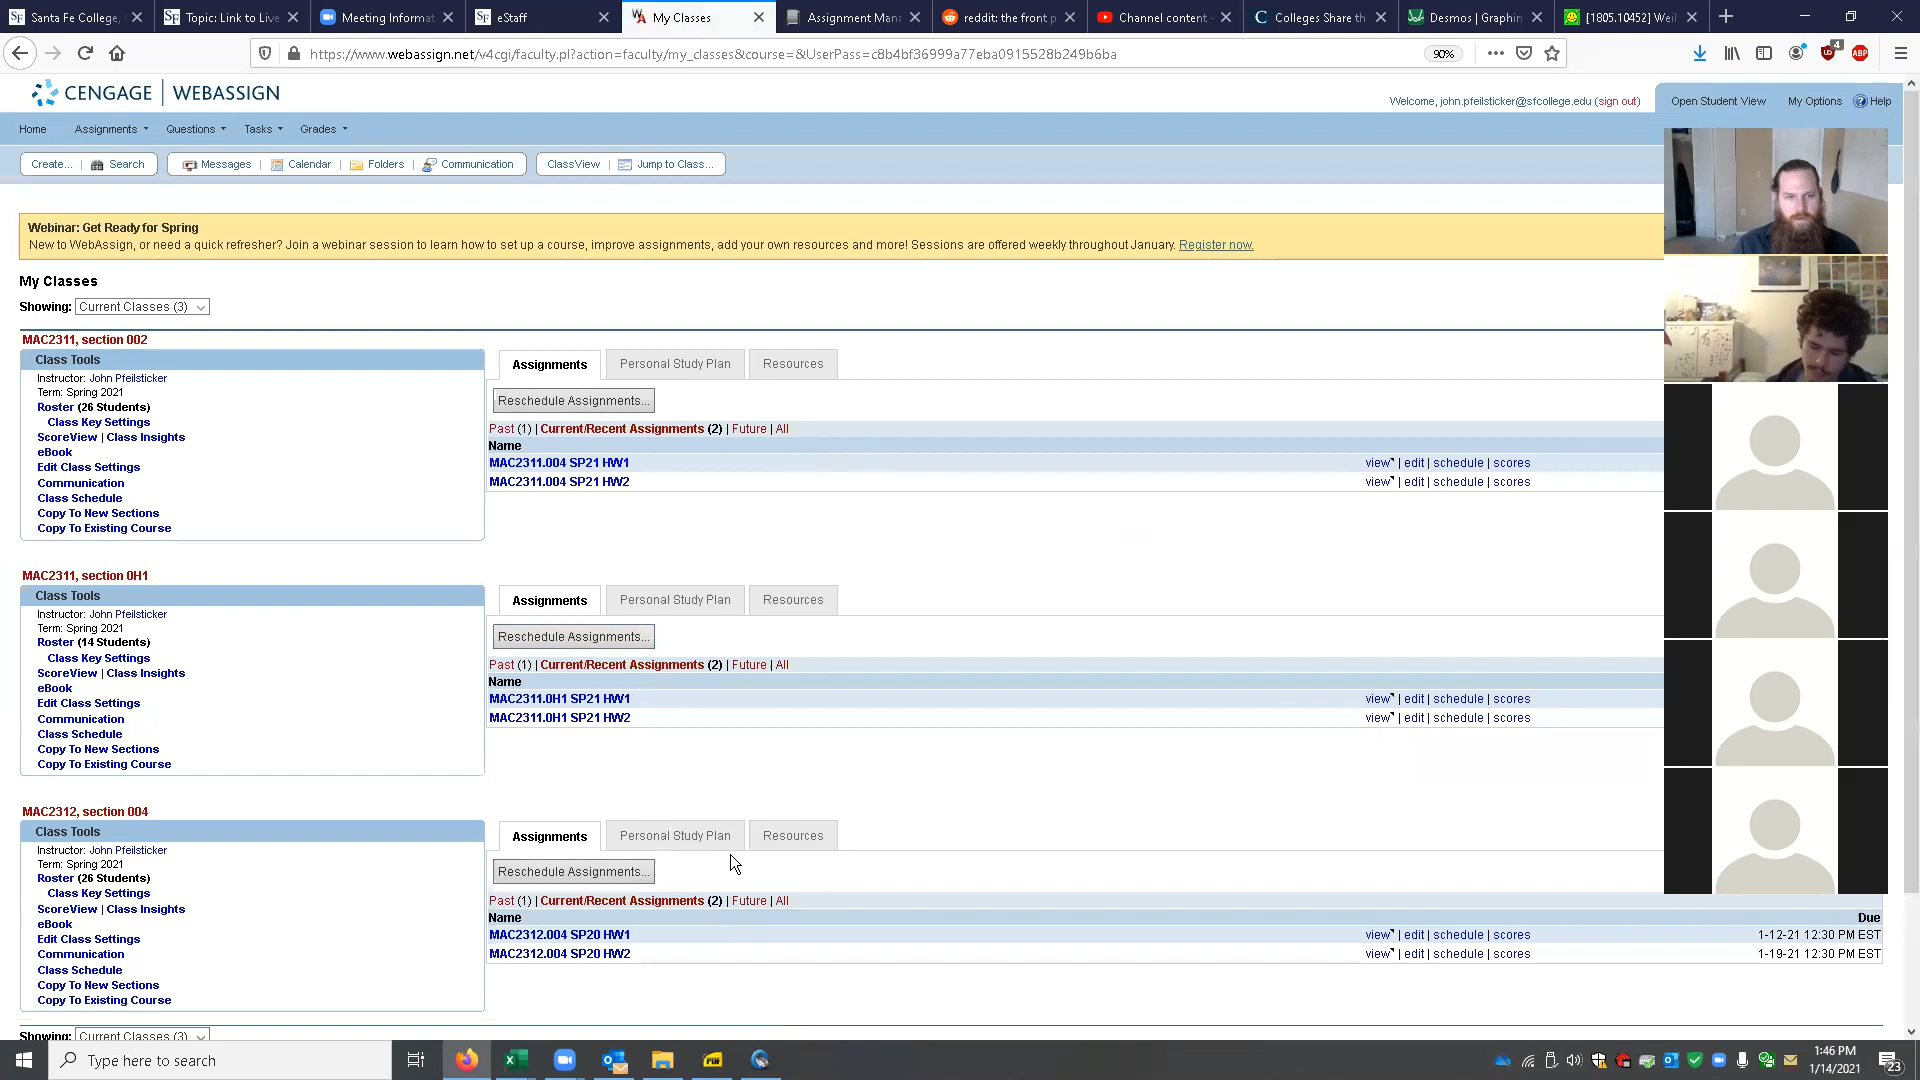 Santa Fe College,
Topic: Link to Live
Meeting Informat
eStaff
My Classes
Assignment Man
reddit: the front p
Channel content -
Colleges Share th
Desmos | Graphin
[1805.10452] Weil
https://www.webassign.net/v4cgi/faculty.pl?action=faculty/my_classes&course=&UserPass=c8b4bf36999a77eba0915528b249b6ba
90%
4
ABP
CENGAGE | WEBASSIGN
Welcome, john.pfeilsticker@sfcollege.edu (sign out)
Open Student View
My Options
Help
Home
Assignments
Questions
Tasks
Grades
Create...
Search
Messages
Calendar
Folders
Communication
ClassView
Jump to Class...
Webinar: Get Ready for Spring
New to WebAssign, or need a quick refresher? Join a webinar session to learn how to set up a course, improve assignments, add your own resources and more! Sessions are offered weekly throughout January. Register now.
My Classes
Showing: Current Classes (3)
MAC2311, section 002
Class Tools
Instructor: John Pfeilsticker
Term: Spring 2021
Roster (26 Students)
Class Key Settings
ScoreView | Class Insights
eBook
Edit Class Settings
Communication
Class Schedule
Copy To New Sections
Copy To Existing Course
Assignments
Personal Study Plan
Resources
Reschedule Assignments...
Past (1) | Current/Recent Assignments (2) | Future | All
Name
MAC2311.004 SP21 HW1 view | edit | schedule | scores
MAC2311.004 SP21 HW2 view | edit | schedule | scores
MAC2311, section 0H1
Class Tools
Instructor: John Pfeilsticker
Term: Spring 2021
Roster (14 Students)
Class Key Settings
ScoreView | Class Insights
eBook
Edit Class Settings
Communication
Class Schedule
Copy To New Sections
Copy To Existing Course
Assignments
Personal Study Plan
Resources
Reschedule Assignments...
Past (1) | Current/Recent Assignments (2) | Future | All
Name
MAC2311.0H1 SP21 HW1 view | edit | schedule | scores
MAC2311.0H1 SP21 HW2 view | edit | schedule | scores
MAC2312, section 004
Class Tools
Instructor: John Pfeilsticker
Term: Spring 2021
Roster (26 Students)
Class Key Settings
ScoreView | Class Insights
eBook
Edit Class Settings
Communication
Class Schedule
Copy To New Sections
Copy To Existing Course
Assignments
Personal Study Plan
Resources
Reschedule Assignments...
Past (1) | Current/Recent Assignments (2) | Future | All
Name Due
MAC2312.004 SP20 HW1 view | edit | schedule | scores 1-12-21 12:30 PM EST
MAC2312.004 SP20 HW2 view | edit | schedule | scores 1-19-21 12:30 PM EST
Showing: Current Classes (3)
Type here to search
PDF
1:46 PM
1/14/2021
23